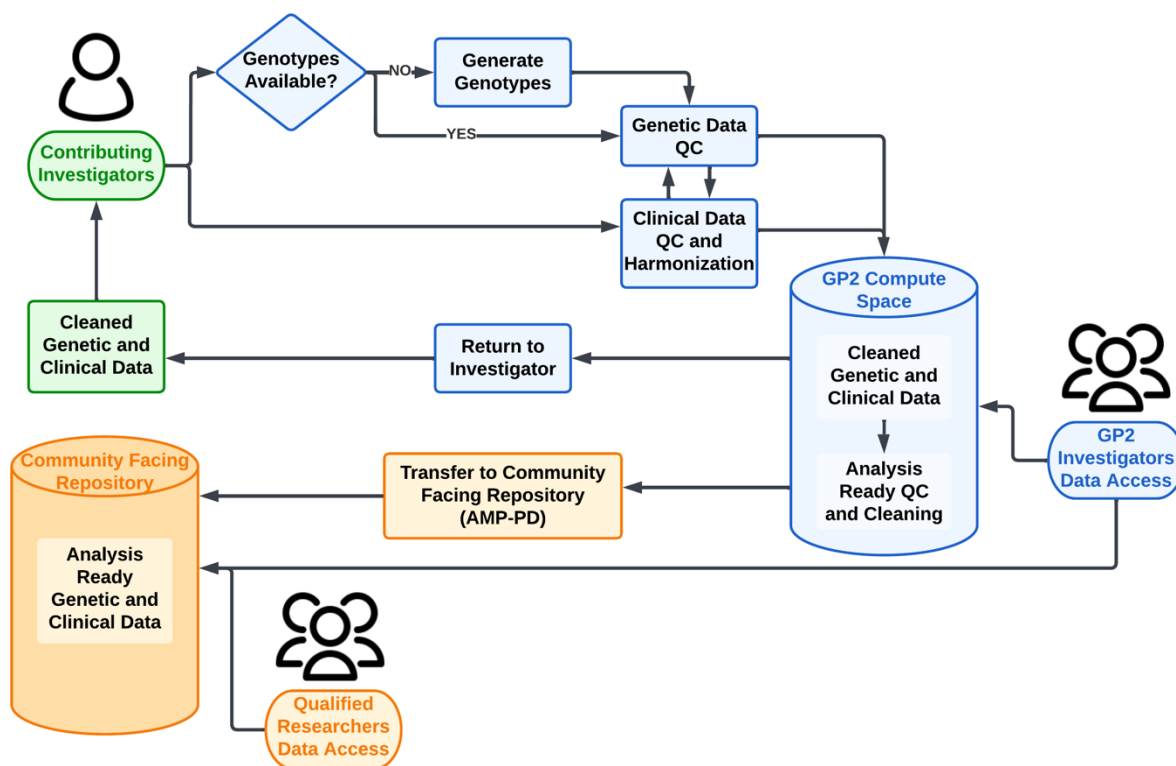 Genotypes
Available?
NO
Generate
Genotypes
YES
Genetic Data
QC
Contributing
Investigators
Clinical Data
QC and
Harmonization
GP2 Compute
Space
Cleaned
Genetic and
Clinical Data
Return to
Investigator
Cleaned
Genetic and
Clinical Data
GP2
Investigators
Data Access
Analysis
Ready QC
and Cleaning
Community Facing
Repository
Transfer to Community
Facing Repository
(AMP-PD)
Analysis
Ready
Genetic and
Clinical Data
Qualified
Researchers
Data Access